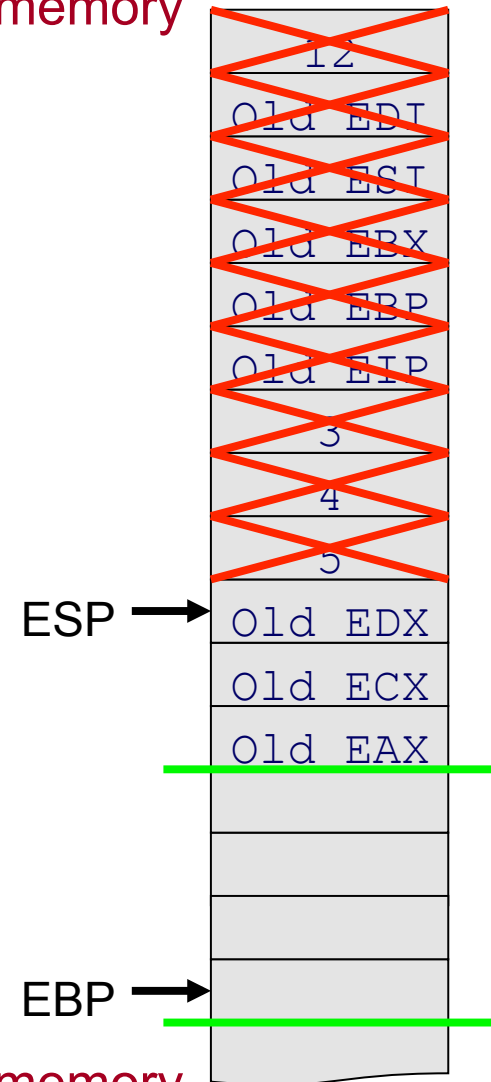 memory
12
Old EDI
Old ESI
Old EBX
Old EBP
Old EIP
3
4
5
ESP
Old EDX
Old ECX
Old EAX
EBP
memory